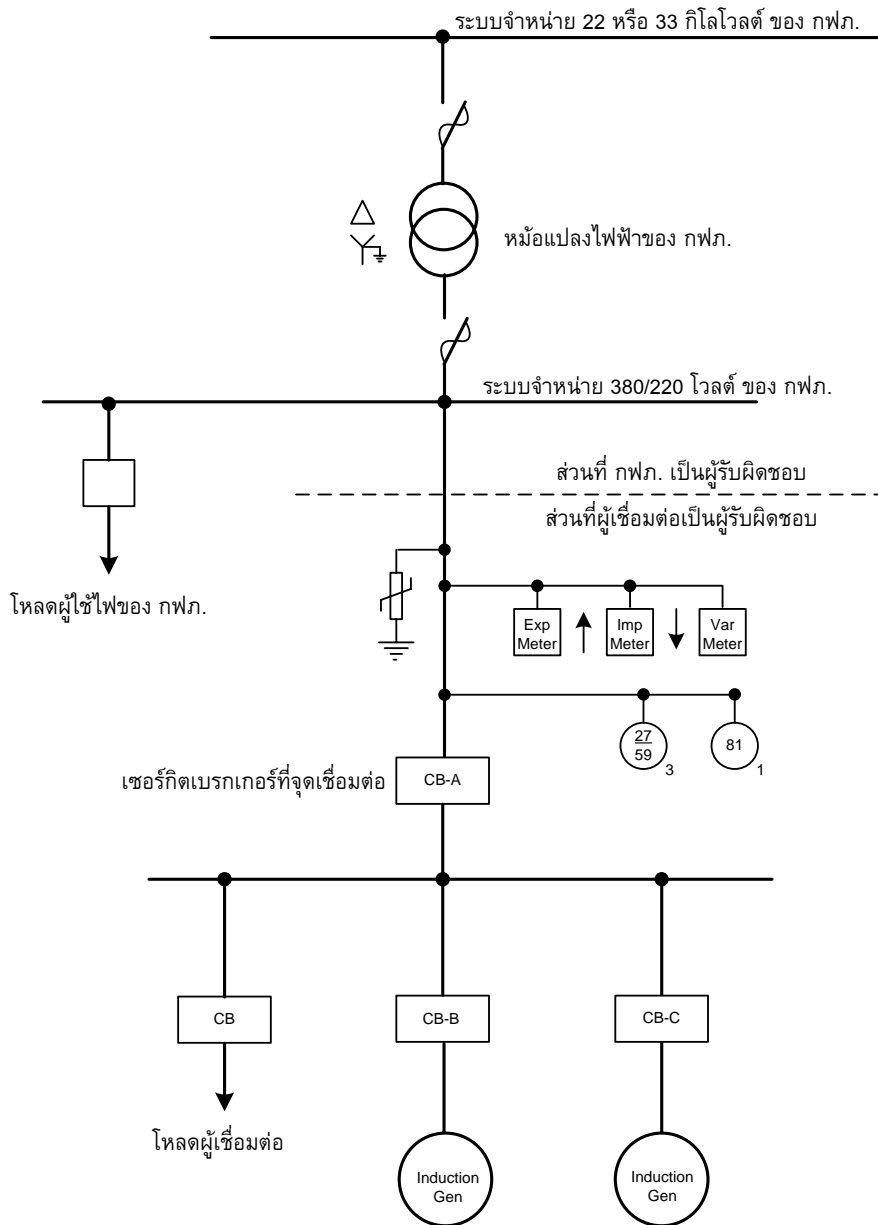 ระบบจำหน่าย 22 หรือ 33 กิโลโวลต์ ของ กฟภ.
หม้อแปลงไฟฟ้าของ กฟภ.
ระบบจำหน่าย 380/220 โวลต์ ของ กฟภ.
ส่วนที่ กฟภ. เป็นผู้รับผิดชอบ
ส่วนที่ผู้เชื่อมต่อเป็นผู้รับผิดชอบ
โหลดผู้ใช้ไฟของ กฟภ.
Exp
Meter
Imp
Meter
Var
Meter
27
59
3
81
1
เซอร์กิตเบรกเกอร์ที่จุดเชื่อมต่อ
CB-A
CB
CB-B
CB-C
โหลดผู้เชื่อมต่อ
Induction
Gen
Induction
Gen